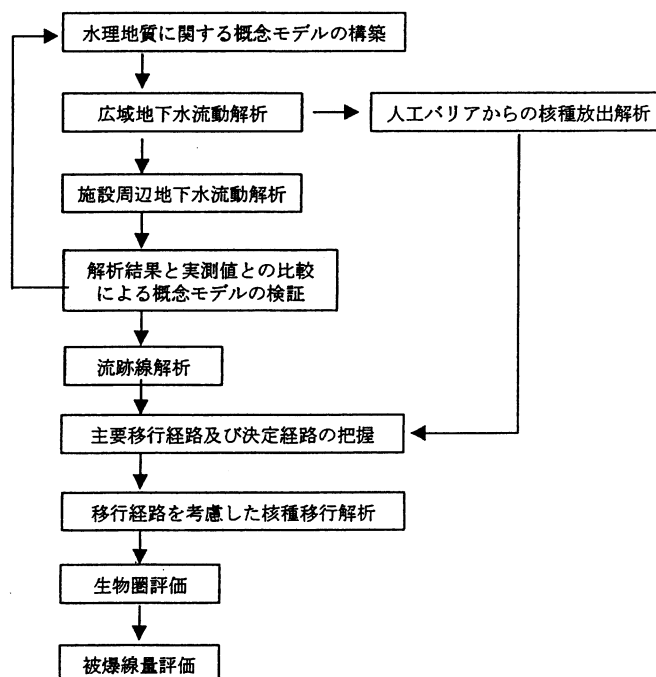 水理地質に関する概念モデルの構築
広域地下水流動解析
人工バリアからの核種放出解析
施設周辺地下水流動解析
解析結果と実測値との比較
による概念モデルの検証
流跡線解析
主要移行経路及び決定経路の把握
移行経路を考慮した核種移行解析
生物圏評価
被爆線量評価